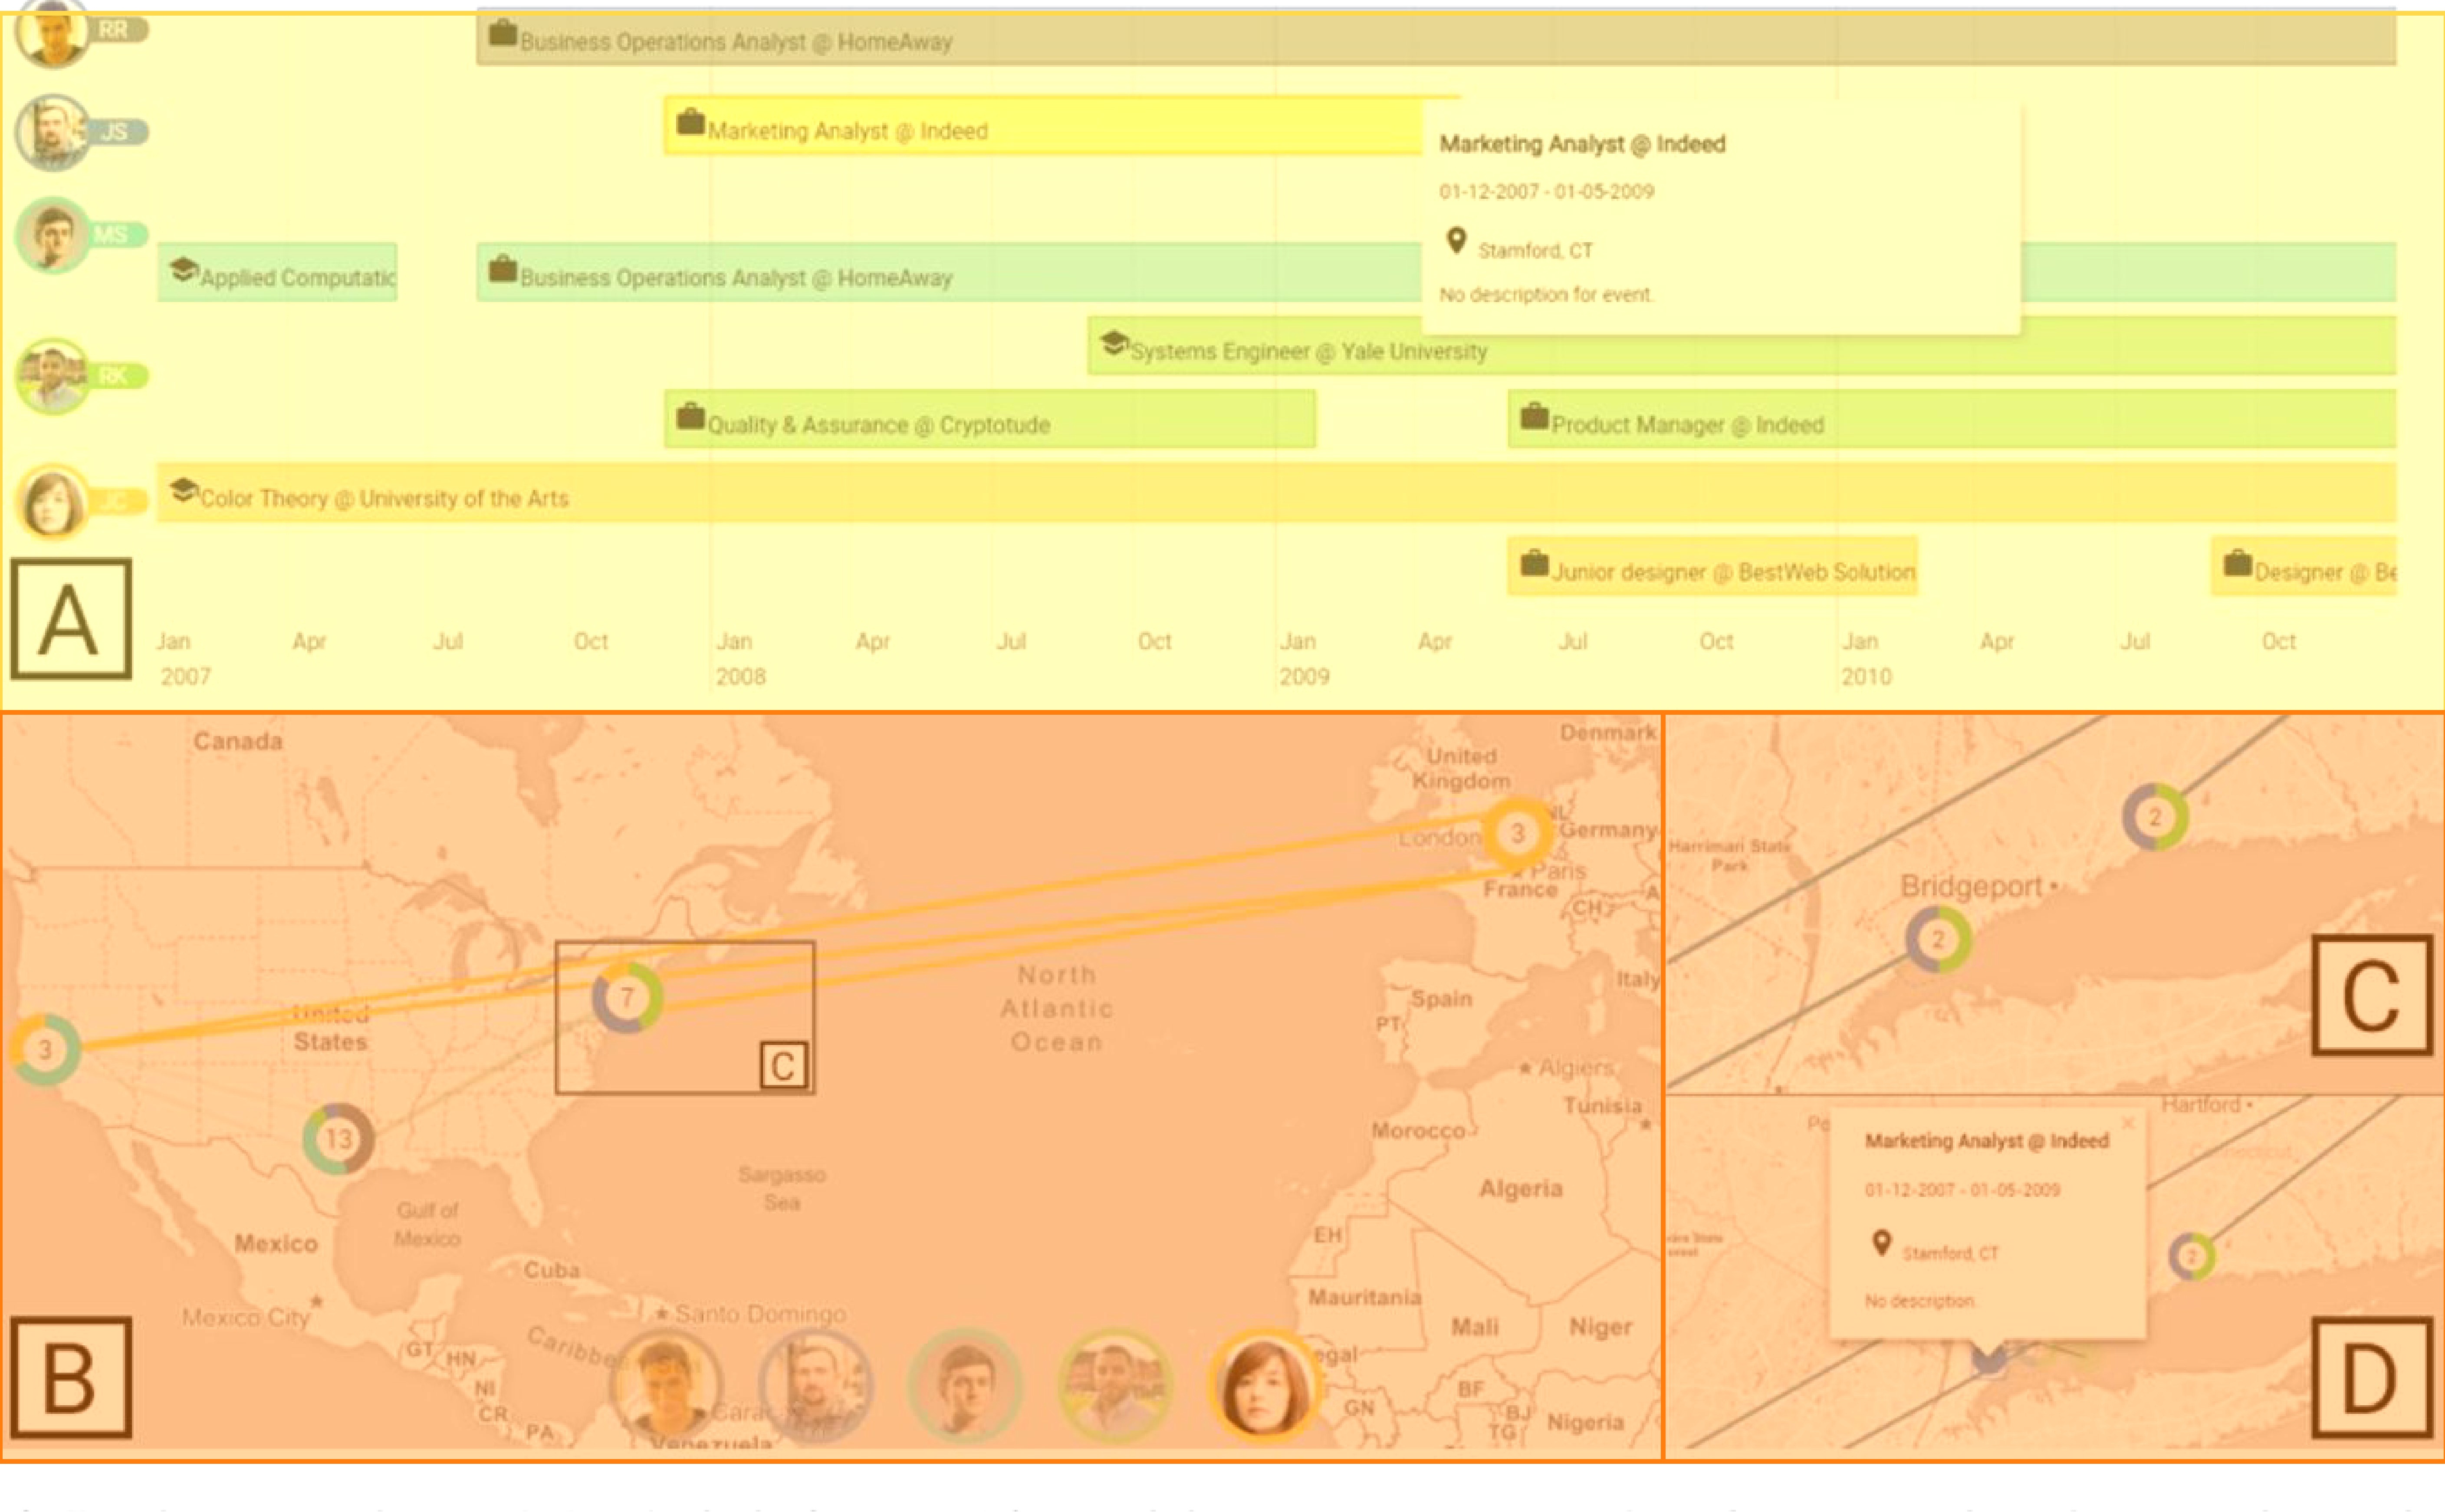 RR
Business Operations Analyst @ HomeAway
JS
Marketing Analyst @ Indeed
Marketing Analyst @ Indeed
01-12-2007 - 01-05-2009
Stamford, CT
No description for event.
MS
Applied Computatic
Business Operations Analyst @ HomeAway
Systems Engineer @ Yale University
RK
Quality & Assurance @ Cryptotude
Product Manager @ Indeed
JC
Color Theory @ University of the Arts
Junior designer @ BestWeb Solution
Designer @ Be
A
Jan Apr Jul Oct Jan Apr Jul Oct Jan Apr Jul Oct Jan Apr Jul Oct
2007 2008 2009 2010
Canada
Denmark
United
Kingdom
NL
London
3
Germany
Paris
France
CH
A
North
Atlantic
Ocean
Italy
Spain
PT
7
United
States
3
C
Algiers
Tunisia
13
Morocco
Sargasso
Sea
Algeria
Gulf of
Mexico
Mexico
EH
Cuba
Mauritania
Mexico City
Santo Domingo
Mali
Niger
GT
HN
Caribbe
egal
NI
BF
CR
Carac
GN
BJ
TG
Nigeria
PA
Venezuela
B
2
Harriman State
Park
Bridgeport
2
C
Hartford
Po
Marketing Analyst @ Indeed
Connecticut
01-12-2007 - 01-05-2009
Stamford, CT
2
No description.
D